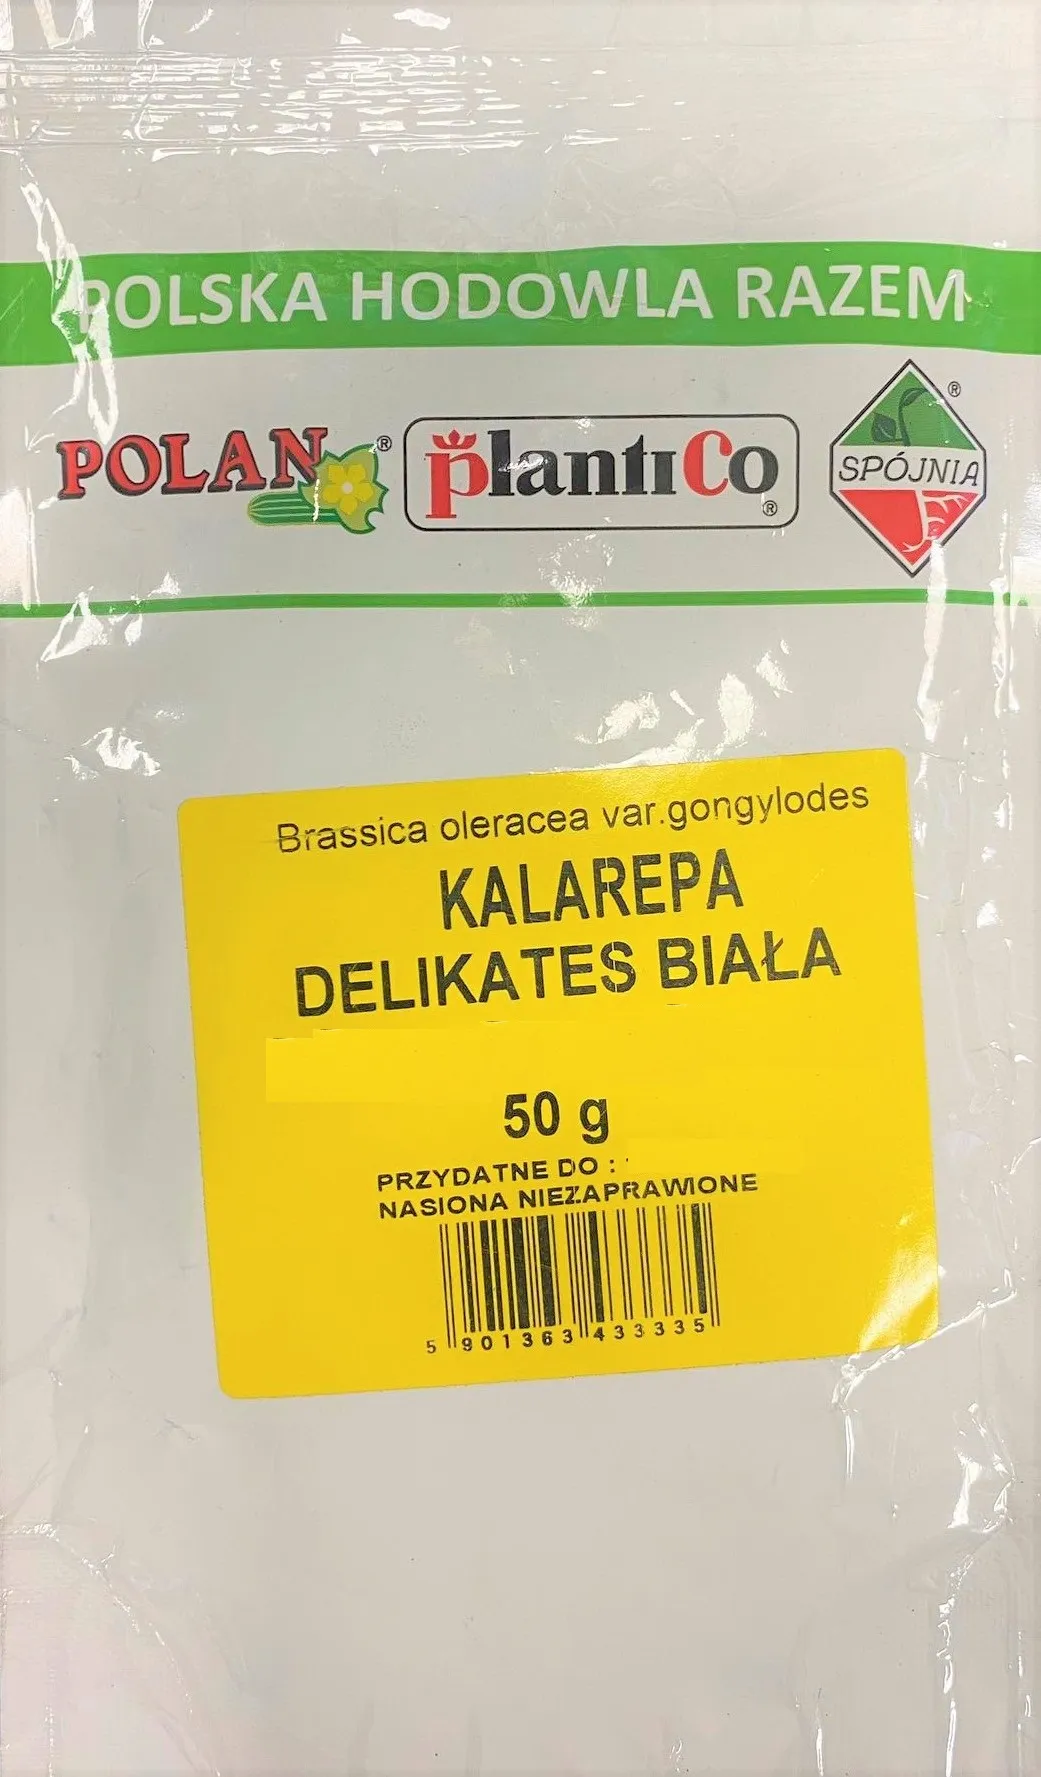 POLSKA HODOWLA RAZEM
POLAN®
plantiCo®
SPÓJNIA®
Brassica oleracea var.gongylodes
KALAREPA
DELIKATES BIAŁA
50 g
PRZYDATNE DO :
NASIONA NIEZAPRAWIONE
5 901363 433335